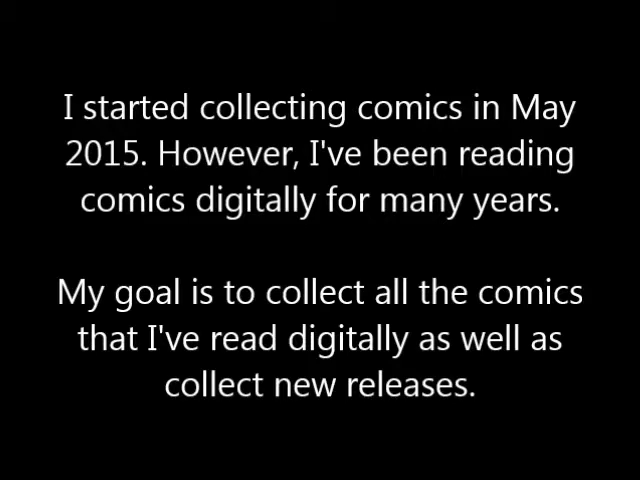 I started collecting comics in May
2015. However, I've been reading
comics digitally for many years.
My goal is to collect all the comics
that I've read digitally as well as
collect new releases.